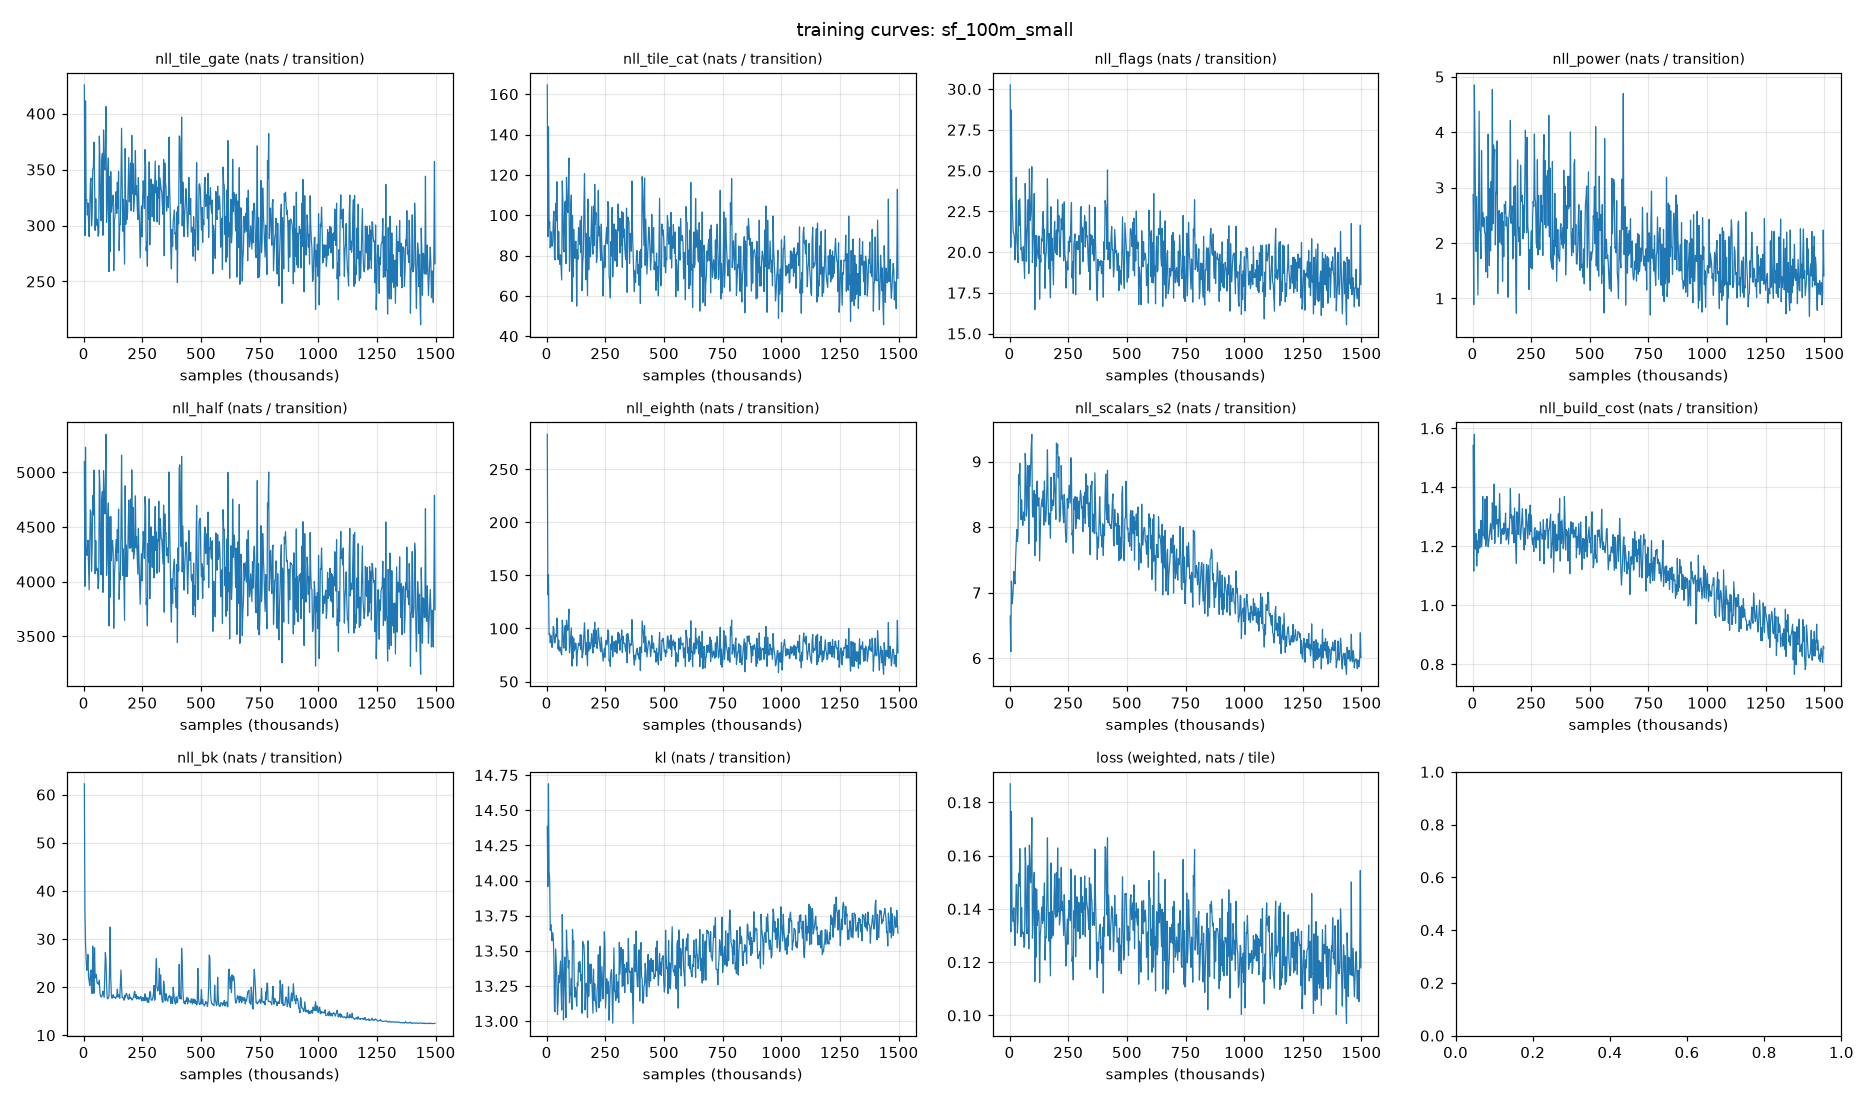 training curves: sf_100m_small
nll_tile_gate (nats / transition)
400
350
300
250
0 250 500 750 1000 1250 1500
samples (thousands)
nll_tile_cat (nats / transition)
160
140
120
100
80
60
40
0 250 500 750 1000 1250 1500
samples (thousands)
nll_flags (nats / transition)
30.0
27.5
25.0
22.5
20.0
17.5
15.0
0 250 500 750 1000 1250 1500
samples (thousands)
nll_power (nats / transition)
5
4
3
2
1
0 250 500 750 1000 1250 1500
samples (thousands)
nll_half (nats / transition)
5000
4500
4000
3500
0 250 500 750 1000 1250 1500
samples (thousands)
nll_eighth (nats / transition)
250
200
150
100
50
0 250 500 750 1000 1250 1500
samples (thousands)
nll_scalars_s2 (nats / transition)
9
8
7
6
0 250 500 750 1000 1250 1500
samples (thousands)
nll_build_cost (nats / transition)
1.6
1.4
1.2
1.0
0.8
0 250 500 750 1000 1250 1500
samples (thousands)
nll_bk (nats / transition)
60
50
40
30
20
10
0 250 500 750 1000 1250 1500
samples (thousands)
kl (nats / transition)
14.75
14.50
14.25
14.00
13.75
13.50
13.25
13.00
0 250 500 750 1000 1250 1500
samples (thousands)
loss (weighted, nats / tile)
0.18
0.16
0.14
0.12
0.10
0 250 500 750 1000 1250 1500
samples (thousands)
1.0
0.8
0.6
0.4
0.2
0.0
0.0 0.2 0.4 0.6 0.8 1.0